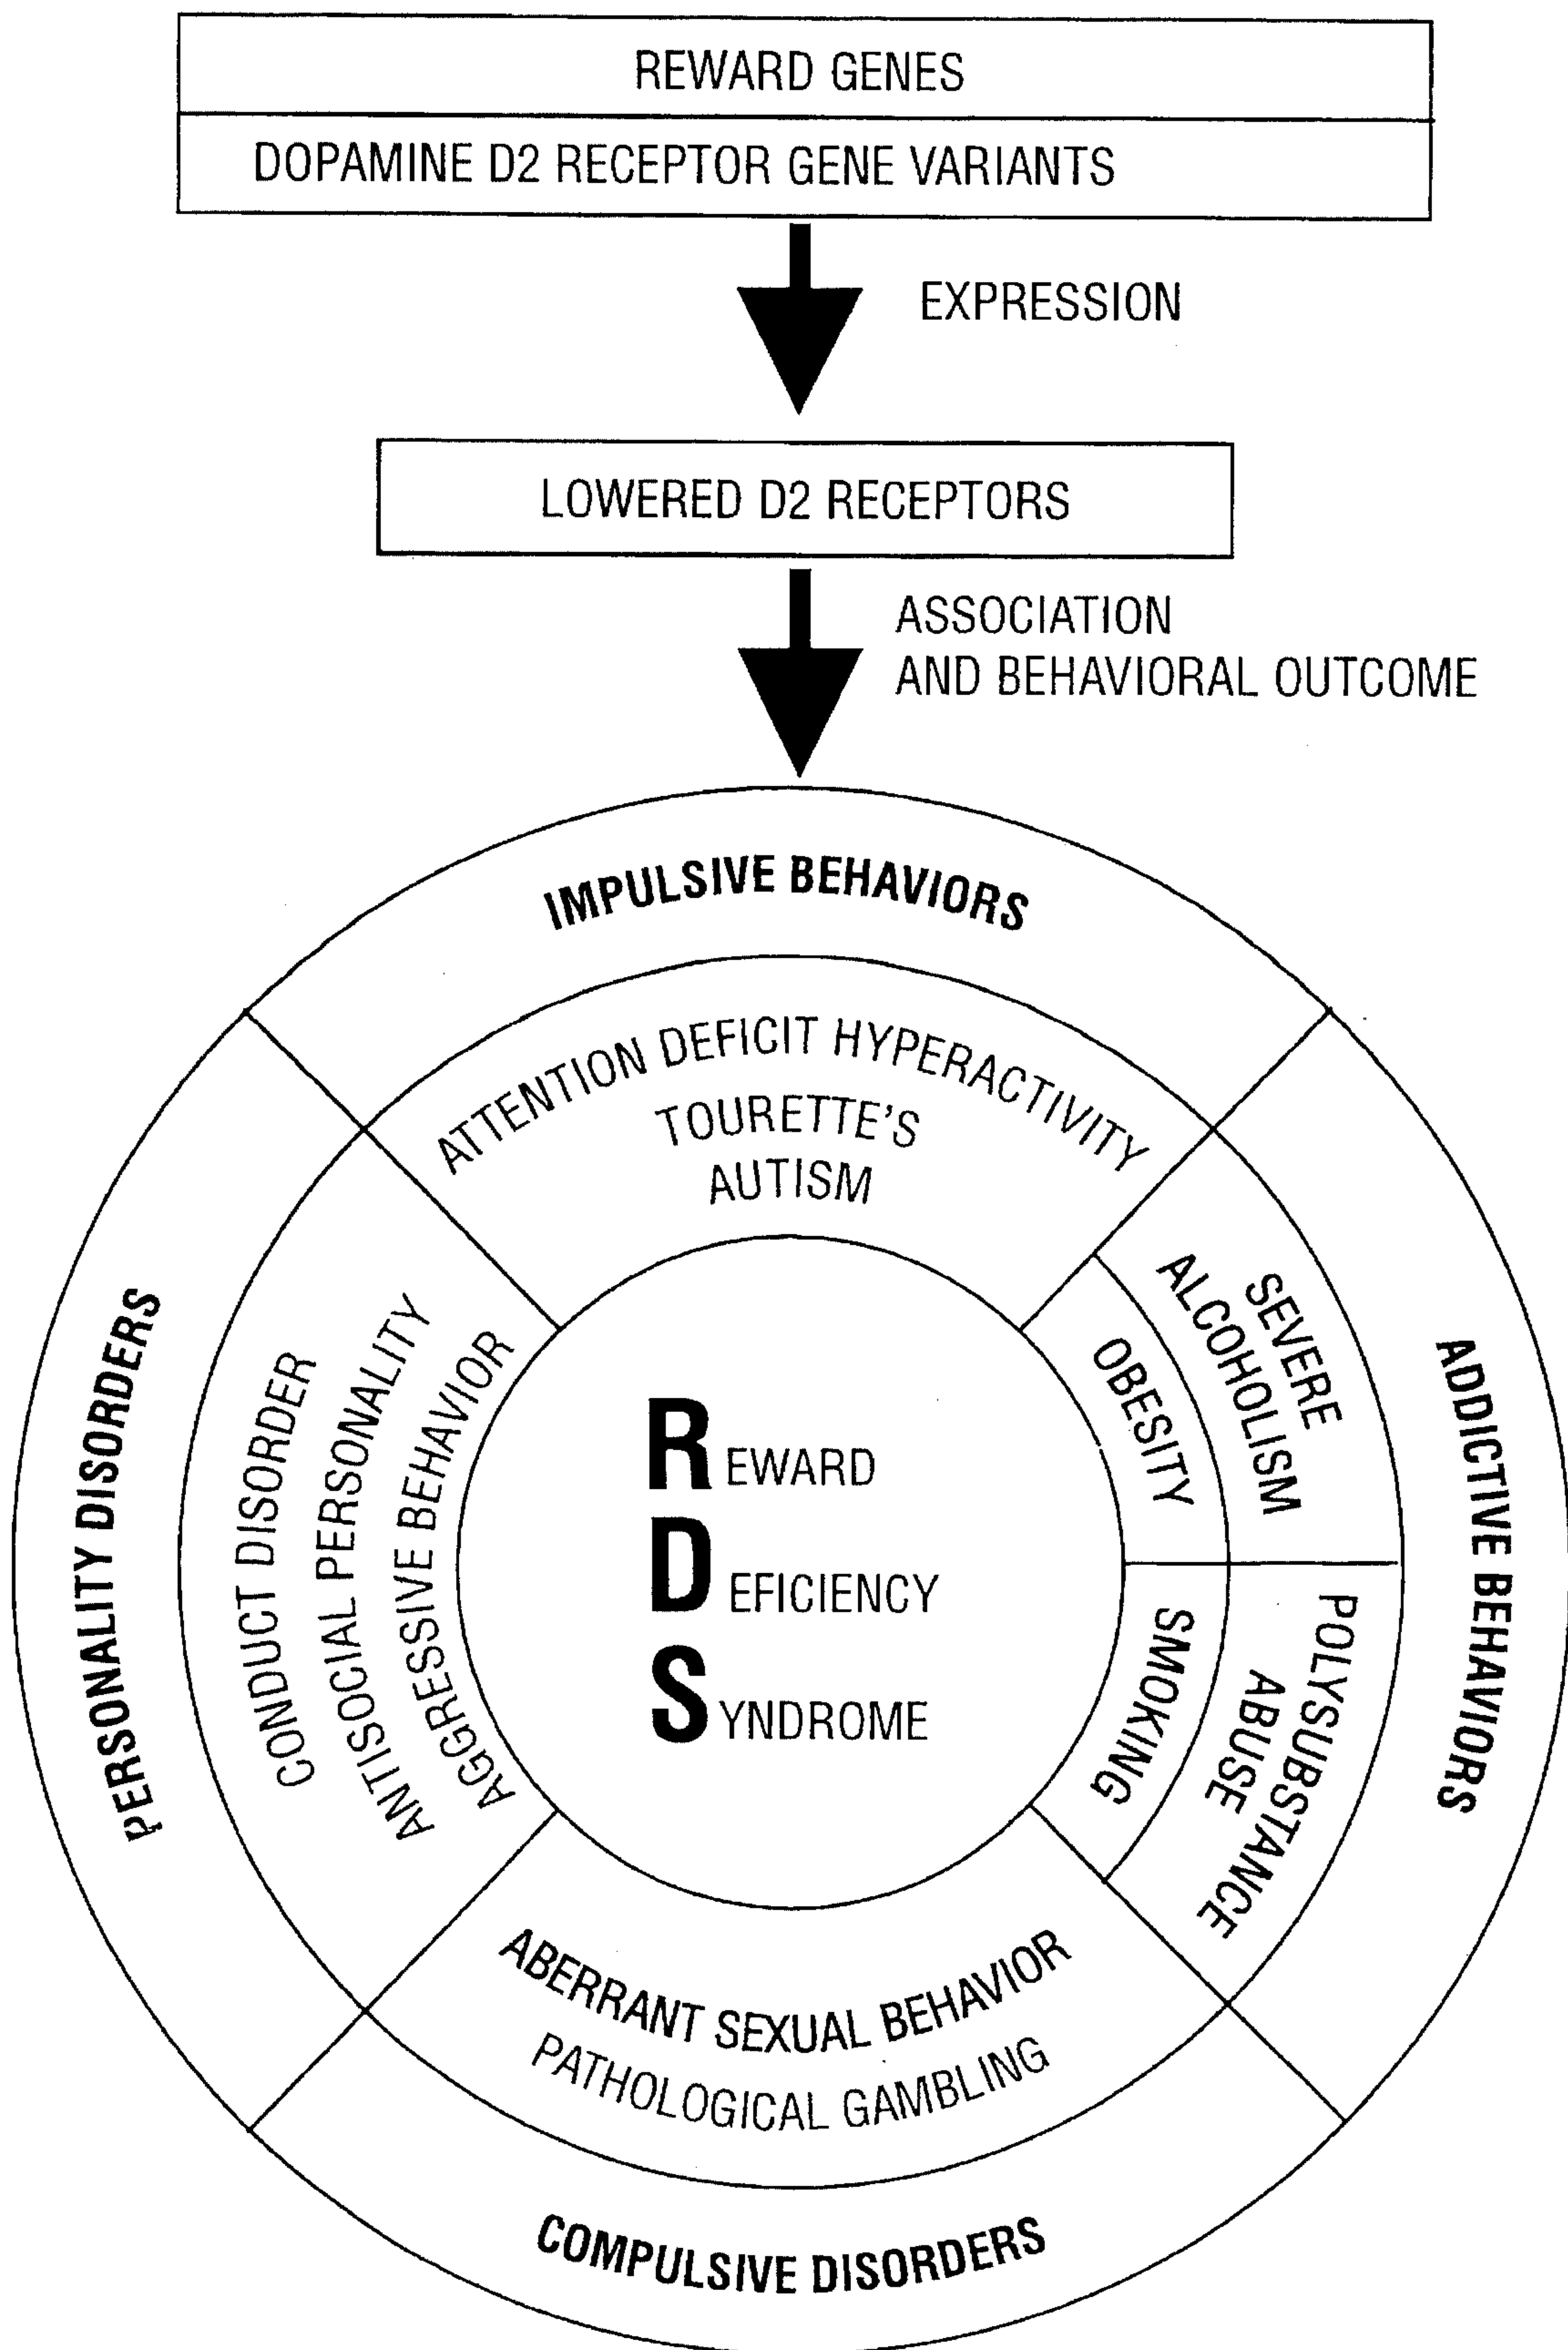 REWARD GENES
DOPAMINE D2 RECEPTOR GENE VARIANTS
EXPRESSION
LOWERED D2 RECEPTORS
ASSOCIATION
AND BEHAVIORAL OUTCOME
IMPULSIVE BEHAVIORS
ATTENTION DEFICIT HYPERACTIVITY
TOURETTE'S
AUTISM
PERSONALITY DISORDERS
CONDUCT DISORDER
ANTISOCIAL PERSONALITY
AGGRESSIVE BEHAVIOR
REWARD
DEFICIENCY
SYNDROME
OBESITY
SEVERE
ALCOHOLISM
SMOKING
POLYSUBSTANCE
ABUSE
ADDICTIVE BEHAVIORS
ABERRANT SEXUAL BEHAVIOR
PATHOLOGICAL GAMBLING
COMPULSIVE DISORDERS